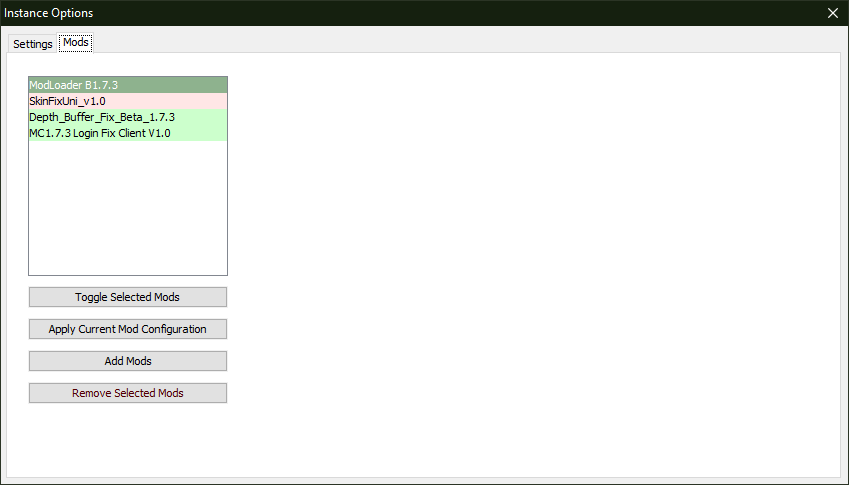 Instance Options
Settings
Mods
ModLoader B1.7.3
SkinFixUni_v1.0
Depth_Buffer_Fix_Beta_1.7.3
MC1.7.3 Login Fix Client V1.0
Toggle Selected Mods
Apply Current Mod Configuration
Add Mods
Remove Selected Mods